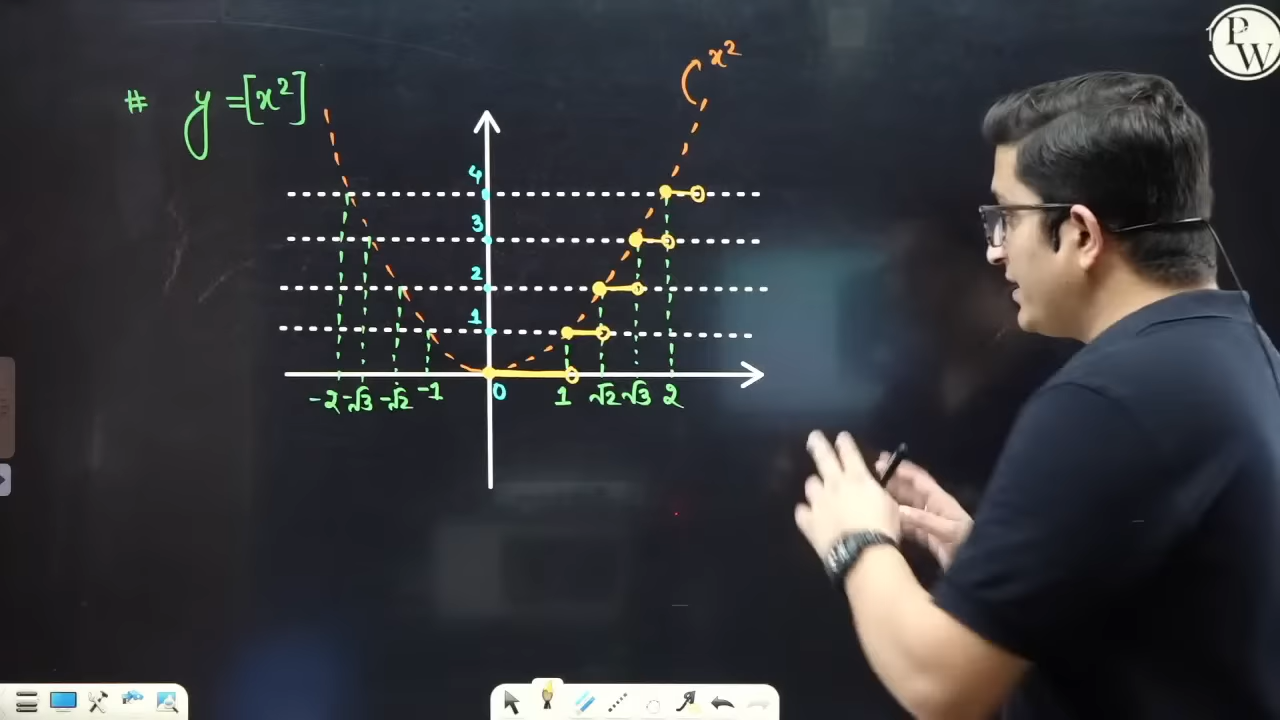 PW
x²
# y = [x²]
4
3
2
1
-2 -√3 -√2 -1 0 1 √2 √3 2